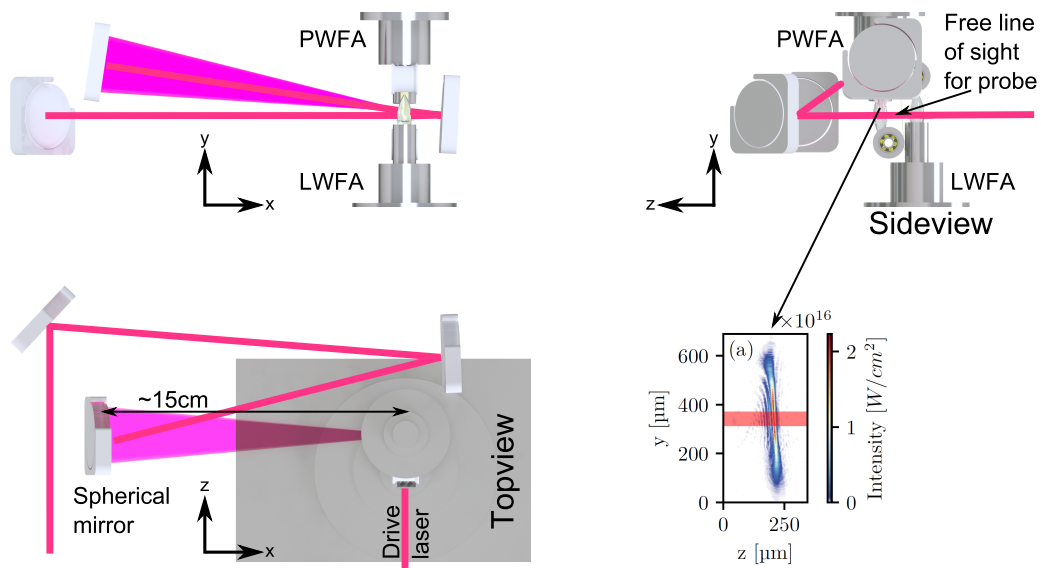 PWFA
y
x
LWFA
PWFA
Free line
of sight
for probe
y
z
LWFA
Sideview
~15cm
Spherical
mirror
z
x
Drive
laser
Topview
×10¹⁶
(a)
600
400
200
0
y [µm]
0
250
z [µm]
2
1
0
Intensity [W/cm²]